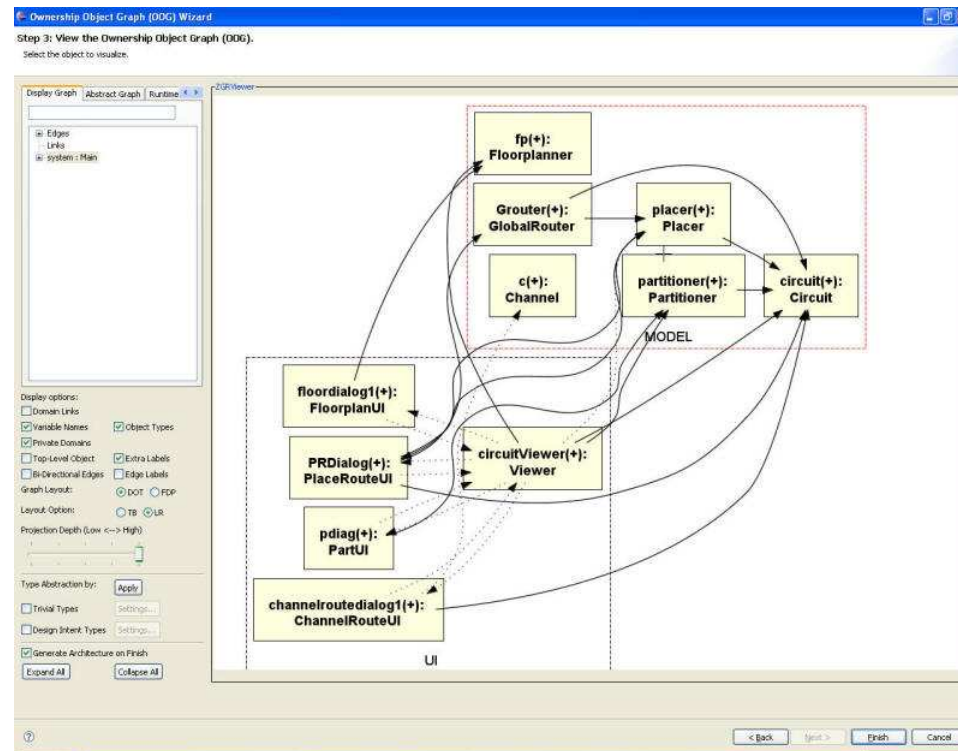 Ownership Object Graph (OOG) Wizard
Step 3: View the Ownership Object Graph (OOG).
Select the object to visualize.
Display Graph Abstract Graph Runtime
Edges
Links
system : Main
Display options:
Domain Links
Variable Names Object Types
Private Domains
Top-Level Object Extra Labels
Bi-Directional Edges Edge Labels
Graph Layout: DOT FDP
Layout Option: TB LR
Projection Depth (Low <--> High)
Type Abstraction by: Apply
Trivial Types Settings...
Design Intent Types Settings...
Generate Architecture on Finish
Expand All Collapse All
ZGRViewer
fp(+):
Floorplanner
Grouter(+):
GlobalRouter
placer(+):
Placer
c(+):
Channel
partitioner(+):
Partitioner
circuit(+):
Circuit
MODEL
floordialog1(+):
FloorplanUI
PRDialog(+):
PlaceRouteUI
circuitViewer(+):
Viewer
pdiag(+):
PartUI
channelroutedialog1(+):
ChannelRouteUI
UI
?
< Back Next > Finish Cancel